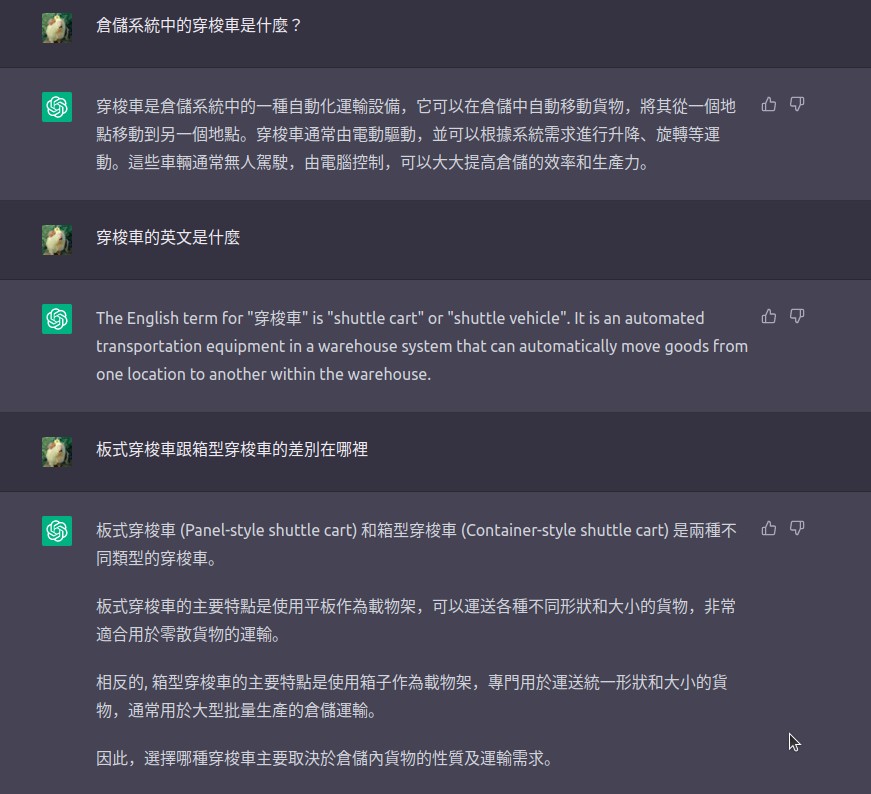 倉儲系統中的穿梭車是什麼？
穿梭車是倉儲系統中的一種自動化運輸設備，它可以在倉儲中自動移動貨物，將其從一個地
點移動到另一個地點。穿梭車通常由電動驅動，並可以根據系統需求進行升降、旋轉等運
動。這些車輛通常無人駕駛，由電腦控制，可以大大提高倉儲的效率和生產力。
穿梭車的英文是什麼
The English term for "穿梭車" is "shuttle cart" or "shuttle vehicle". It is an automated
transportation equipment in a warehouse system that can automatically move goods from
one location to another within the warehouse.
板式穿梭車跟箱型穿梭車的差別在哪裡
板式穿梭車 (Panel-style shuttle cart) 和箱型穿梭車 (Container-style shuttle cart) 是兩種不
同類型的穿梭車。
板式穿梭車的主要特點是使用平板作為載物架，可以運送各種不同形狀和大小的貨物，非常
適合用於零散貨物的運輸。
相反的, 箱型穿梭車的主要特點是使用箱子作為載物架，專門用於運送統一形狀和大小的貨
物，通常用於大型批量生產的倉儲運輸。
因此，選擇哪種穿梭車主要取決於倉儲內貨物的性質及運輸需求。